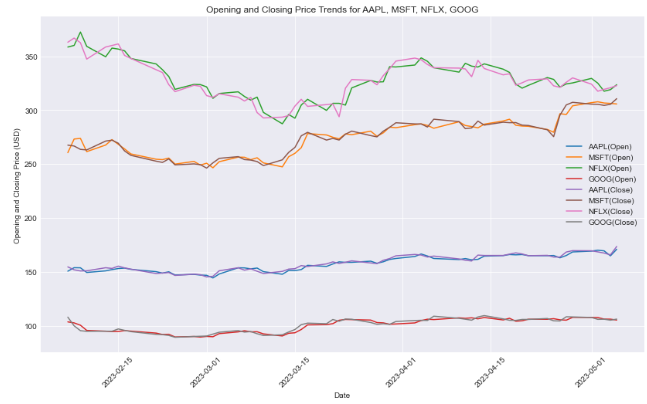 Opening and Closing Price Trends for AAPL, MSFT, NFLX, GOOG
Opening and Closing Price (USD)
350
300
250
200
150
100
AAPL(Open)
MSFT(Open)
NFLX(Open)
GOOG(Open)
AAPL(Close)
MSFT(Close)
NFLX(Close)
GOOG(Close)
2023-02-15
2023-03-01
2023-03-15
2023-04-01
2023-04-15
2023-05-01
Date